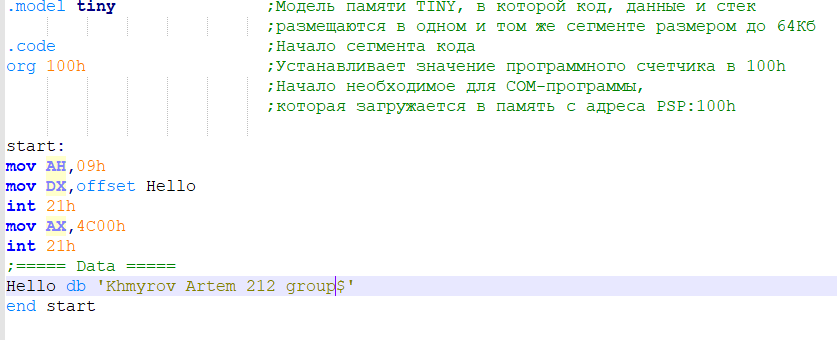 .model tiny ;Модель памяти TINY, в которой код, данные и стек
;размещаются в одном и том же сегменте размером до 64Кб
.code ;Начало сегмента кода
org 100h ;Устанавливает значение программного счетчика в 100h
;Начало необходимое для COM-программы,
;которая загружается в память с адреса PSP:100h
start:
mov AH,09h
mov DX,offset Hello
int 21h
mov AX,4C00h
int 21h
;===== Data =====
Hello db 'Khmyrov Artem 212 group$'
end start